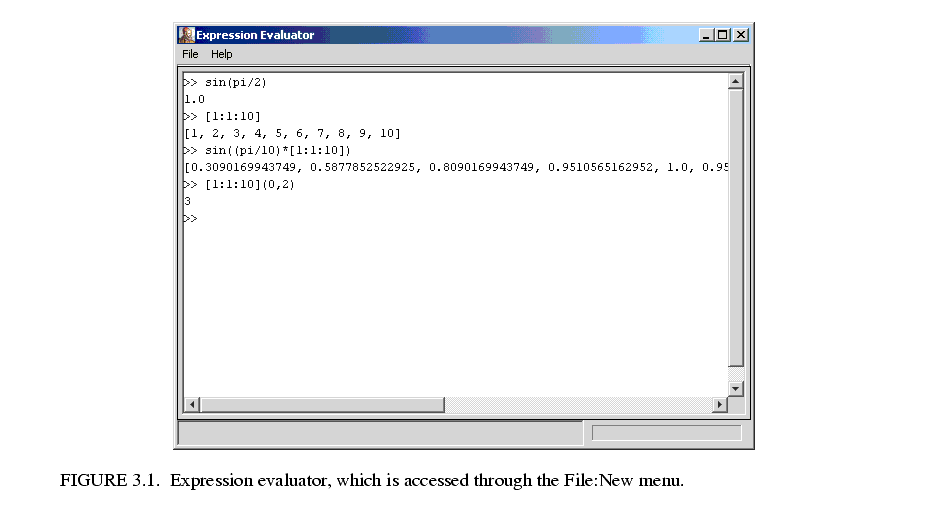 Expression Evaluator
File Help
>> sin(pi/2)
1.0
>> [1:1:10]
[1, 2, 3, 4, 5, 6, 7, 8, 9, 10]
>> sin((pi/10)*[1:1:10])
[0.3090169943749, 0.5877852522925, 0.8090169943749, 0.9510565162952, 1.0, 0.95
>> [1:1:10](0,2)
3
>>
FIGURE 3.1. Expression evaluator, which is accessed through the File:New menu.